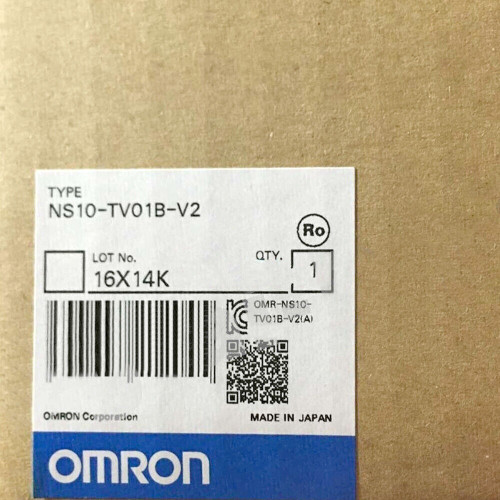 TYPE
NS10-TV01B-V2
Ro
LOT No.
QTY.
16X14K
1
OMR-NS10-
TV01B-V2(A)
OMRON Corporation
MADE IN JAPAN
OMRON